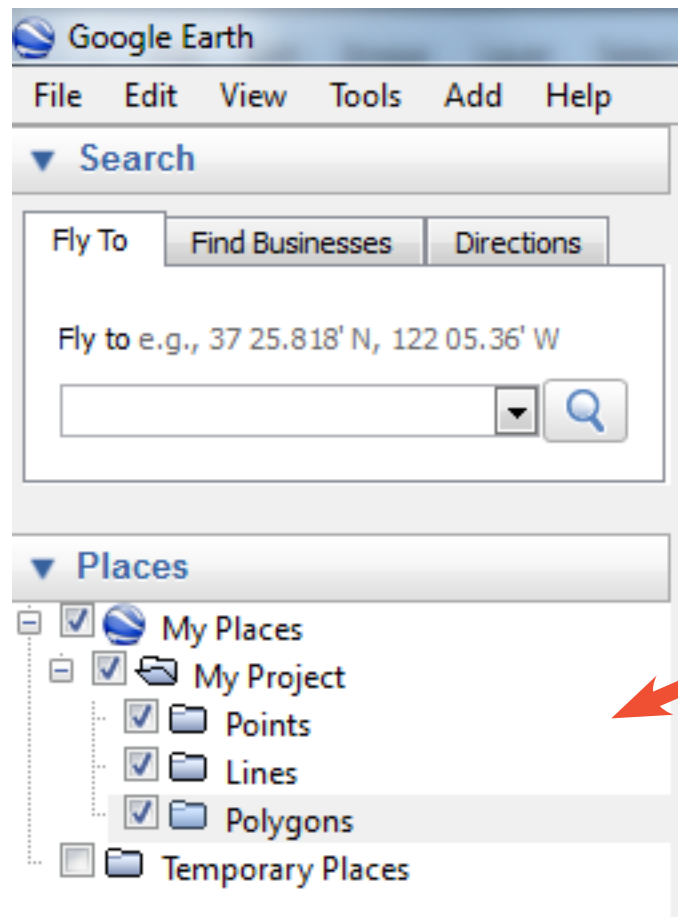 Google Earth
File Edit View Tools Add Help
Search
Fly To Find Businesses Directions
Fly to e.g., 37 25.818' N, 122 05.36' W
Places
My Places
My Project
Points
Lines
Polygons
Temporary Places